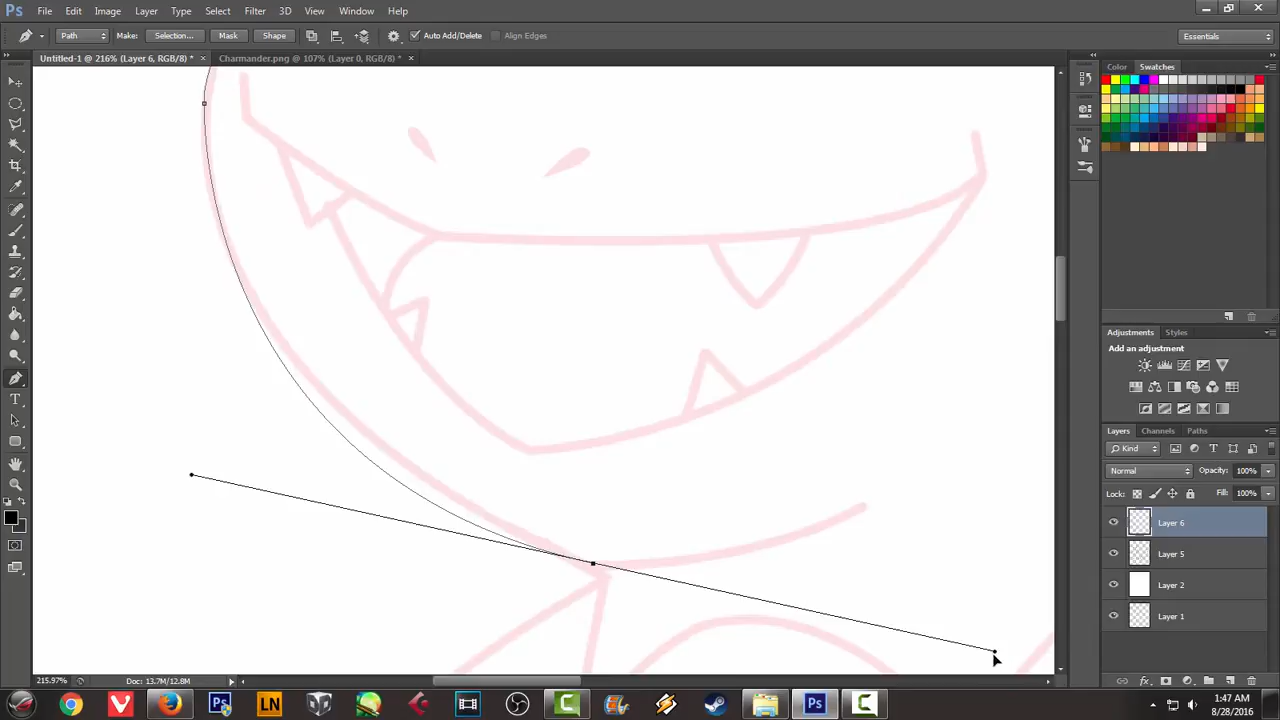 Ps File Edit Image Layer Type Select Filter 3D View Window Help
Path Make: Selection... Mask Shape Auto Add/Delete Align Edges Essentials
Untitled-1 @ 216% (Layer 6, RGB/8) * × Charmander.png @ 107% (Layer 0, RGB/8) * ×
Color Swatches
Adjustments Styles
Add an adjustment
Layers Channels Paths
Kind
Normal Opacity: 100%
Lock: Fill: 100%
Layer 6
Layer 5
Layer 2
Layer 1
215.97% Doc: 13.7M/12.8M
Ps LN Ps
1:47 AM
8/28/2016